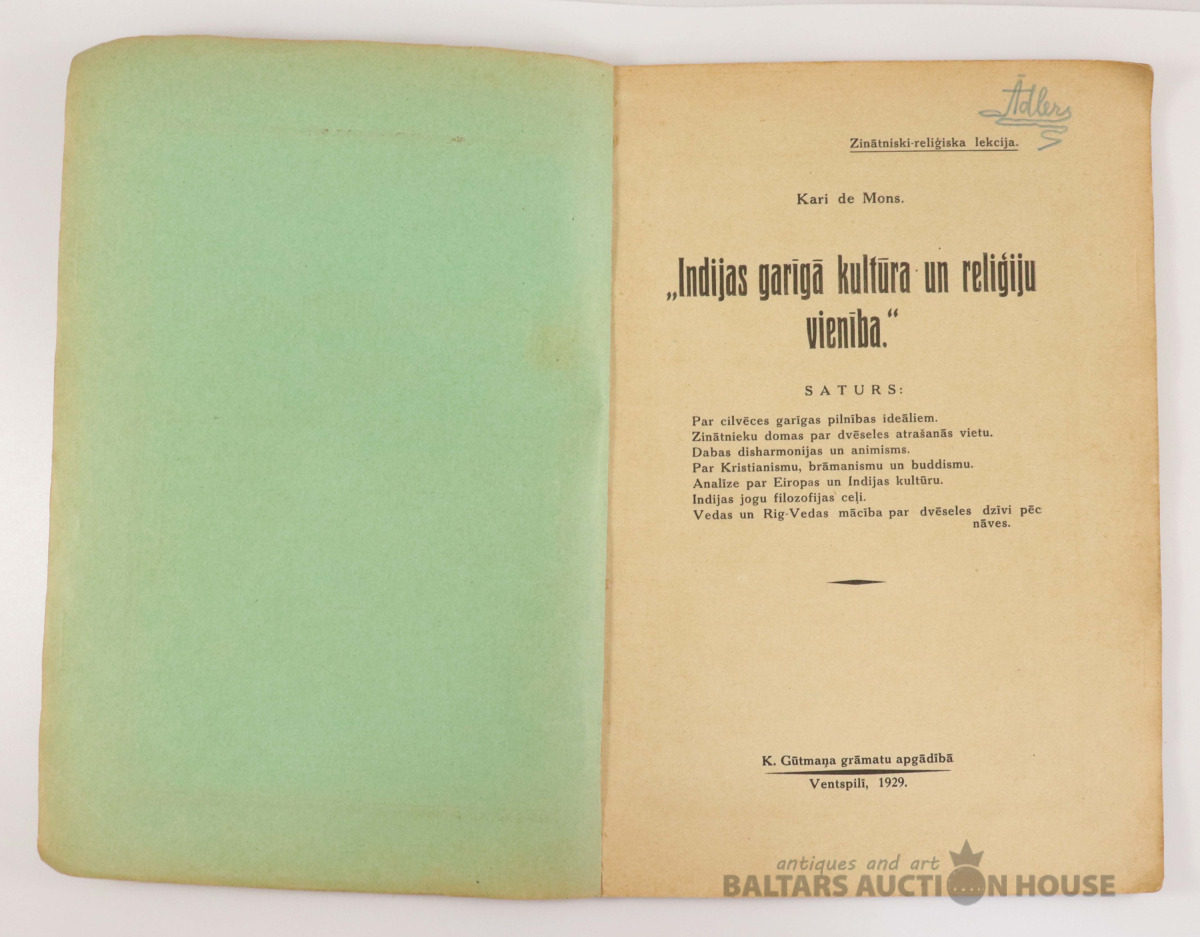 Ādlers
Zinātniski-reliģiska lekcija.
Kari de Mons.
„Indijas garīgā kultūra un reliģiju
vienība.“
SATURS:
Par cilvēces garīgas pilnības ideāliem.
Zinātnieku domas par dvēseles atrašanās vietu.
Dabas disharmonijas un animisms.
Par Kristianismu, brāmanismu un buddismu.
Analīze par Eiropas un Indijas kultūru.
Indijas jogu filozofijas ceļi.
Vedas un Rig-Vedas mācība par dvēseles dzīvi pēc
nāves.
K. Gūtmaņa grāmatu apgādībā
Ventspilī, 1929.
antiques and art
BALTARS AUCTION HOUSE